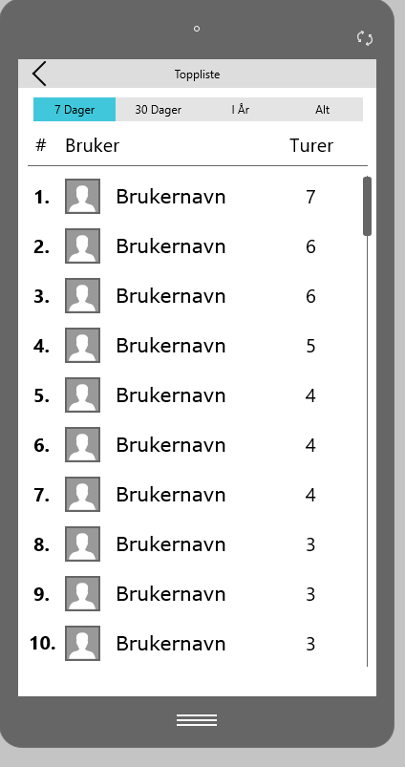 Toppliste
7 Dager 30 Dager I År Alt
# Bruker Turer
1. Brukernavn 7
2. Brukernavn 6
3. Brukernavn 6
4. Brukernavn 5
5. Brukernavn 4
6. Brukernavn 4
7. Brukernavn 4
8. Brukernavn 3
9. Brukernavn 3
10. Brukernavn 3